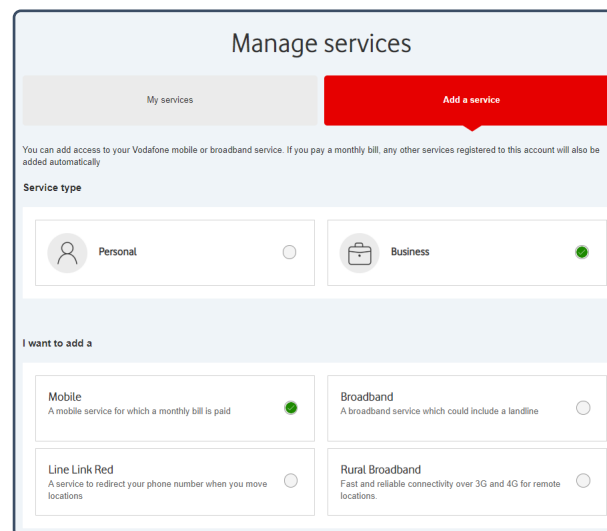 Manage services
My services
Add a service
You can add access to your Vodafone mobile or broadband service. If you pay a monthly bill, any other services registered to this account will also be
added automatically
Service type
Personal
Business
I want to add a
Mobile
A mobile service for which a monthly bill is paid
Broadband
A broadband service which could include a landline
Line Link Red
A service to redirect your phone number when you move
locations
Rural Broadband
Fast and reliable connectivity over 3G and 4G for remote
locations.